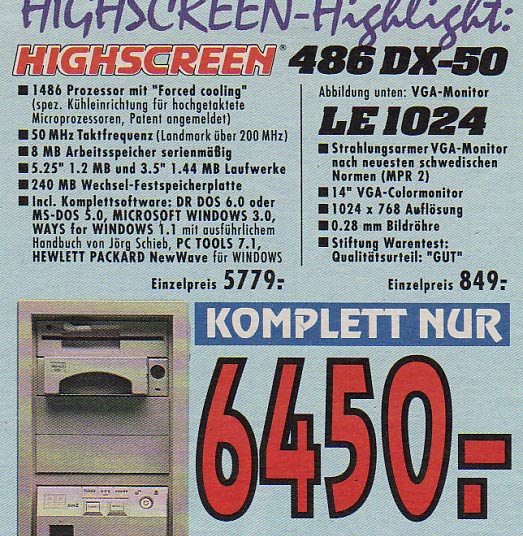 HIGHSCREEN-Highlight:
HIGHSCREEN® 486 DX-50
■ 1486 Prozessor mit "Forced cooling"
(spez. Kühleinrichtung für hochgetaktete
Microprozessoren, Patent angemeldet)
■ 50 MHz Taktfrequenz (Landmark über 200 MHz)
■ 8 MB Arbeitsspeicher serienmäßig
■ 5.25" 1.2 MB und 3.5" 1.44 MB Laufwerke
■ 240 MB Wechsel-Festspeicherplatte
■ Incl. Komplettsoftware: DR DOS 6.0 oder
MS-DOS 5.0, MICROSOFT WINDOWS 3.0,
WAYS for WINDOWS 1.1 mit ausführlichem
Handbuch von Jörg Schieb, PC TOOLS 7.1,
HEWLETT PACKARD NewWave für WINDOWS
Einzelpreis 5779:-
Abbildung unten: VGA-Monitor
LE 1024
■ Strahlungsarmer VGA-Monitor
nach neuesten schwedischen
Normen (MPR 2)
■ 14" VGA-Colormonitor
■ 1024 x 768 Auflösung
■ 0.28 mm Bildröhre
■ Stiftung Warentest:
Qualitätsurteil: "GUT"
Einzelpreis 849:-
KOMPLETT NUR
6450:-